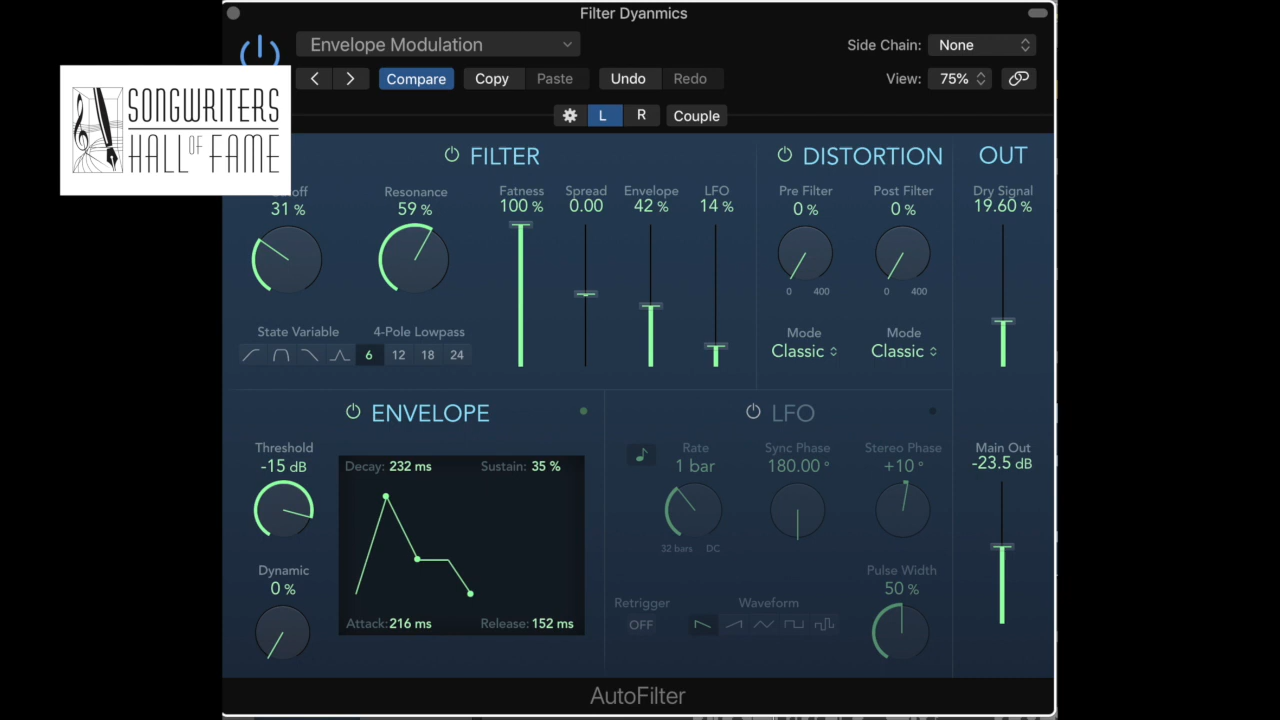 Filter Dyanmics
Envelope Modulation
Side Chain: None
Compare Copy Paste Undo Redo
View: 75%
SONGWRITERS
HALL OF FAME
L R Couple
FILTER
DISTORTION
OUT
off
31 %
Resonance
59 %
Fatness
100 %
Spread
0.00
Envelope
42 %
LFO
14 %
Pre Filter
0 %
Post Filter
0 %
Dry Signal
19.60 %
0 400
0 400
State Variable
4-Pole Lowpass
6 12 18 24
Mode
Classic
Mode
Classic
ENVELOPE
LFO
Threshold
-15 dB
Decay: 232 ms
Sustain: 35 %
Dynamic
0 %
Attack: 216 ms
Release: 152 ms
Rate
1 bar
32 bars DC
Sync Phase
180.00 °
Stereo Phase
+10 °
Main Out
-23.5 dB
Pulse Width
50 %
Retrigger
OFF
Waveform
AutoFilter